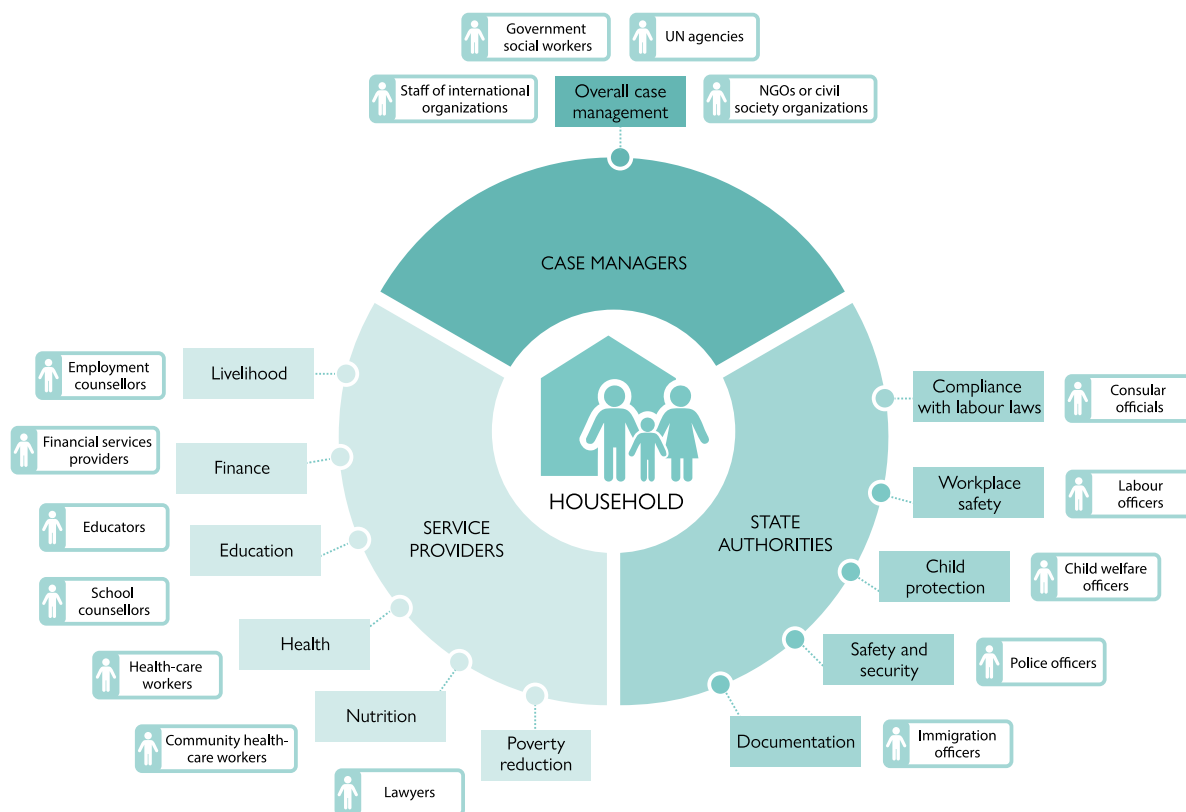 Government
social workers
UN agencies
Staff of international
organizations
Overall case
management
NGOs or civil
society organizations
CASE MANAGERS
HOUSEHOLD
SERVICE
PROVIDERS
STATE
AUTHORITIES
Employment
counsellors
Livelihood
Financial services
providers
Finance
Educators
Education
School
counsellors
Health
Health-care
workers
Nutrition
Community health-
care workers
Poverty
reduction
Lawyers
Compliance
with labour laws
Consular
officials
Workplace
safety
Labour
officers
Child
protection
Child welfare
officers
Safety and
security
Police officers
Documentation
Immigration
officers